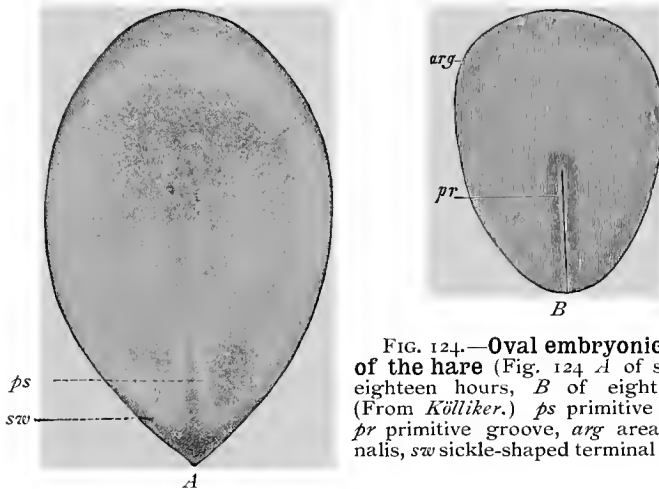 arg
pr
B
ps
sw
A
FIG. 124.—Oval embryonic
of the hare (Fig. 124 A of s
eighteen hours, B of eight
(From Kölliker.) ps primitive
pr primitive groove, arg area
nalis, sw sickle-shaped terminal